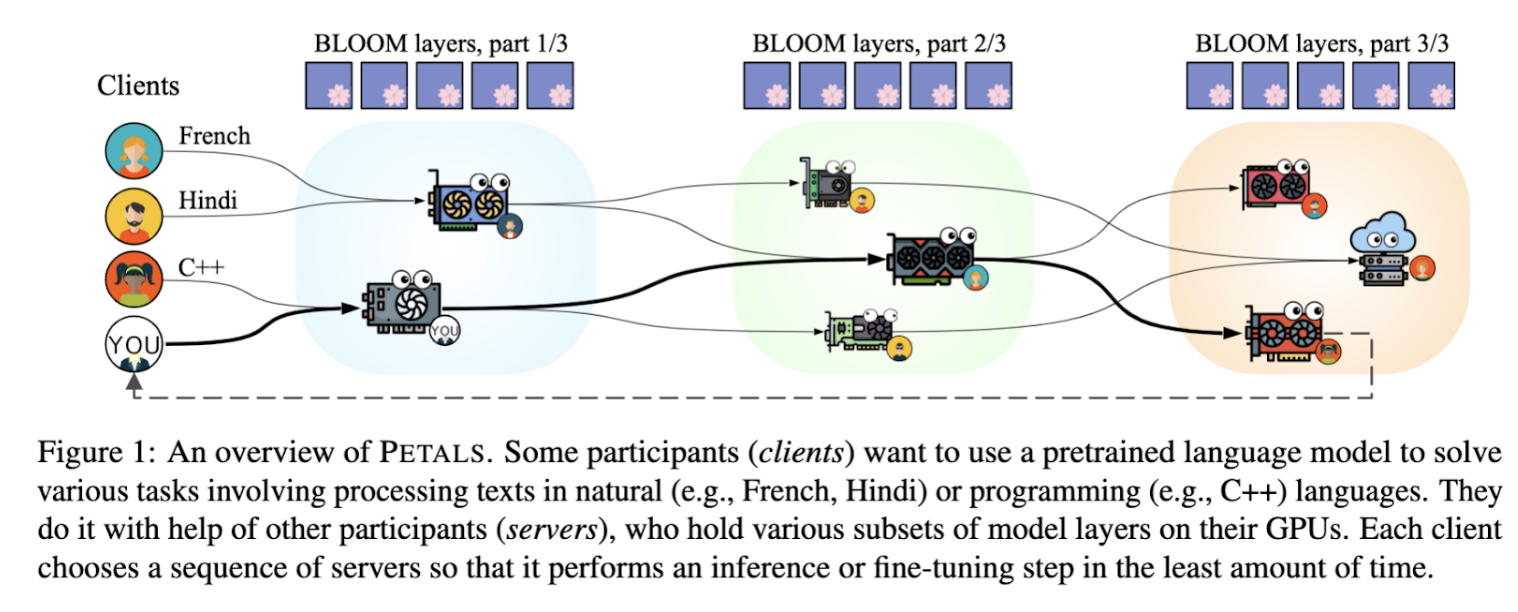 BLOOM layers, part 1/3
BLOOM layers, part 2/3
BLOOM layers, part 3/3
Clients
French
Hindi
C++
YOU
YOU
Figure 1: An overview of PETALS. Some participants (clients) want to use a pretrained language model to solve
various tasks involving processing texts in natural (e.g., French, Hindi) or programming (e.g., C++) languages. They
do it with help of other participants (servers), who hold various subsets of model layers on their GPUs. Each client
chooses a sequence of servers so that it performs an inference or fine-tuning step in the least amount of time.